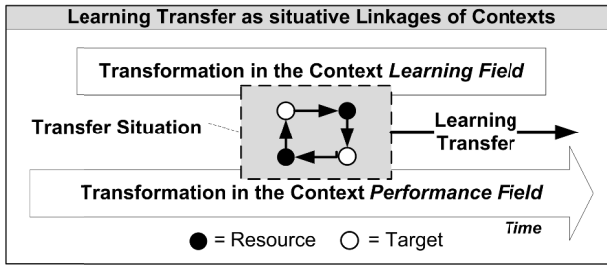 Learning Transfer as situative Linkages of Contexts
Transformation in the Context Learning Field
Transfer Situation
Learning
Transfer
Transformation in the Context Performance Field
Time
= Resource
= Target